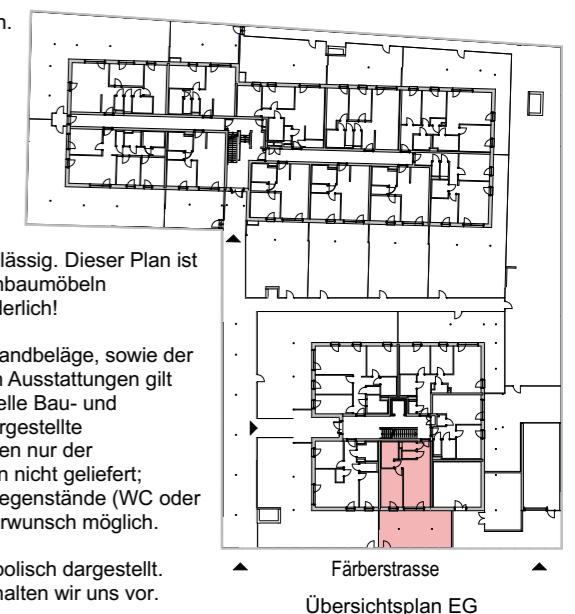 n.
lässig. Dieser Plan ist
nbaumöbeln
derlich!
andbeläge, sowie der
n Ausstattungen gilt
elle Bau- und
rgestellte
en nur der
n nicht geliefert;
egenstände (WC oder
erwunsch möglich.
bolisch dargestellt.
halten wir uns vor.
Färberstrasse
Übersichtsplan EG